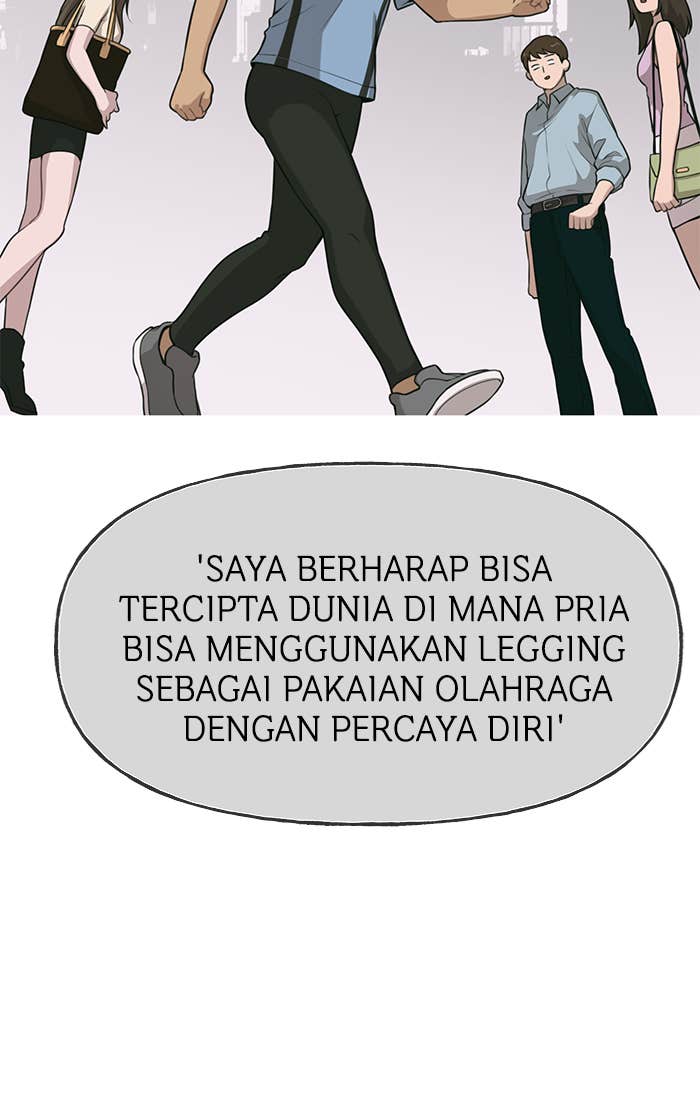 'SAYA BERHARAP BISA
TERCIPTA DUNIA DI MANA PRIA
BISA MENGGUNAKAN LEGGING
SEBAGAI PAKAIAN OLAHRAGA
DENGAN PERCAYA DIRI'